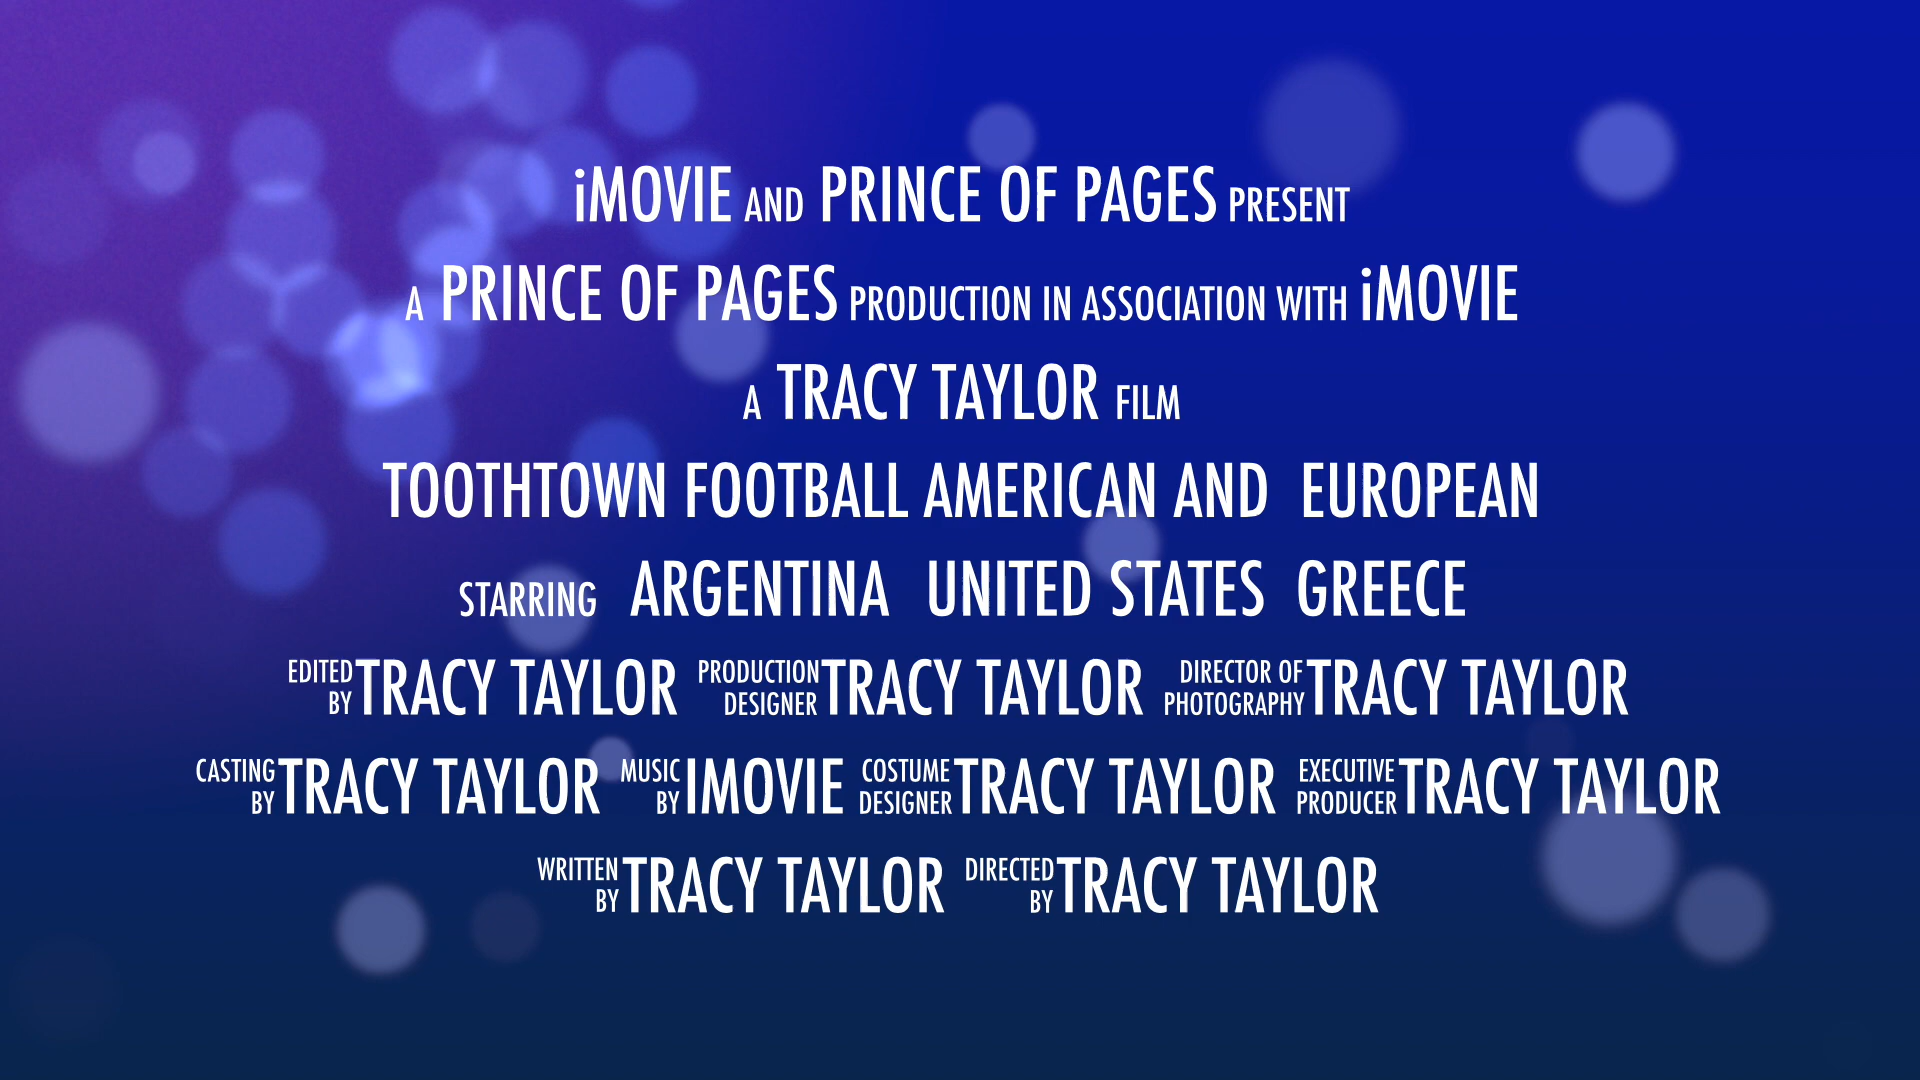 iMOVIE AND PRINCE OF PAGES PRESENT
A PRINCE OF PAGES PRODUCTION IN ASSOCIATION WITH iMOVIE
A TRACY TAYLOR FILM
TOOTHTOWN FOOTBALL AMERICAN AND EUROPEAN
STARRING ARGENTINA UNITED STATES GREECE
EDITED BY TRACY TAYLOR PRODUCTION DESIGNER TRACY TAYLOR DIRECTOR OF PHOTOGRAPHY TRACY TAYLOR
CASTING BY TRACY TAYLOR MUSIC BY IMOVIE COSTUME DESIGNER TRACY TAYLOR EXECUTIVE PRODUCER TRACY TAYLOR
WRITTEN BY TRACY TAYLOR DIRECTED BY TRACY TAYLOR